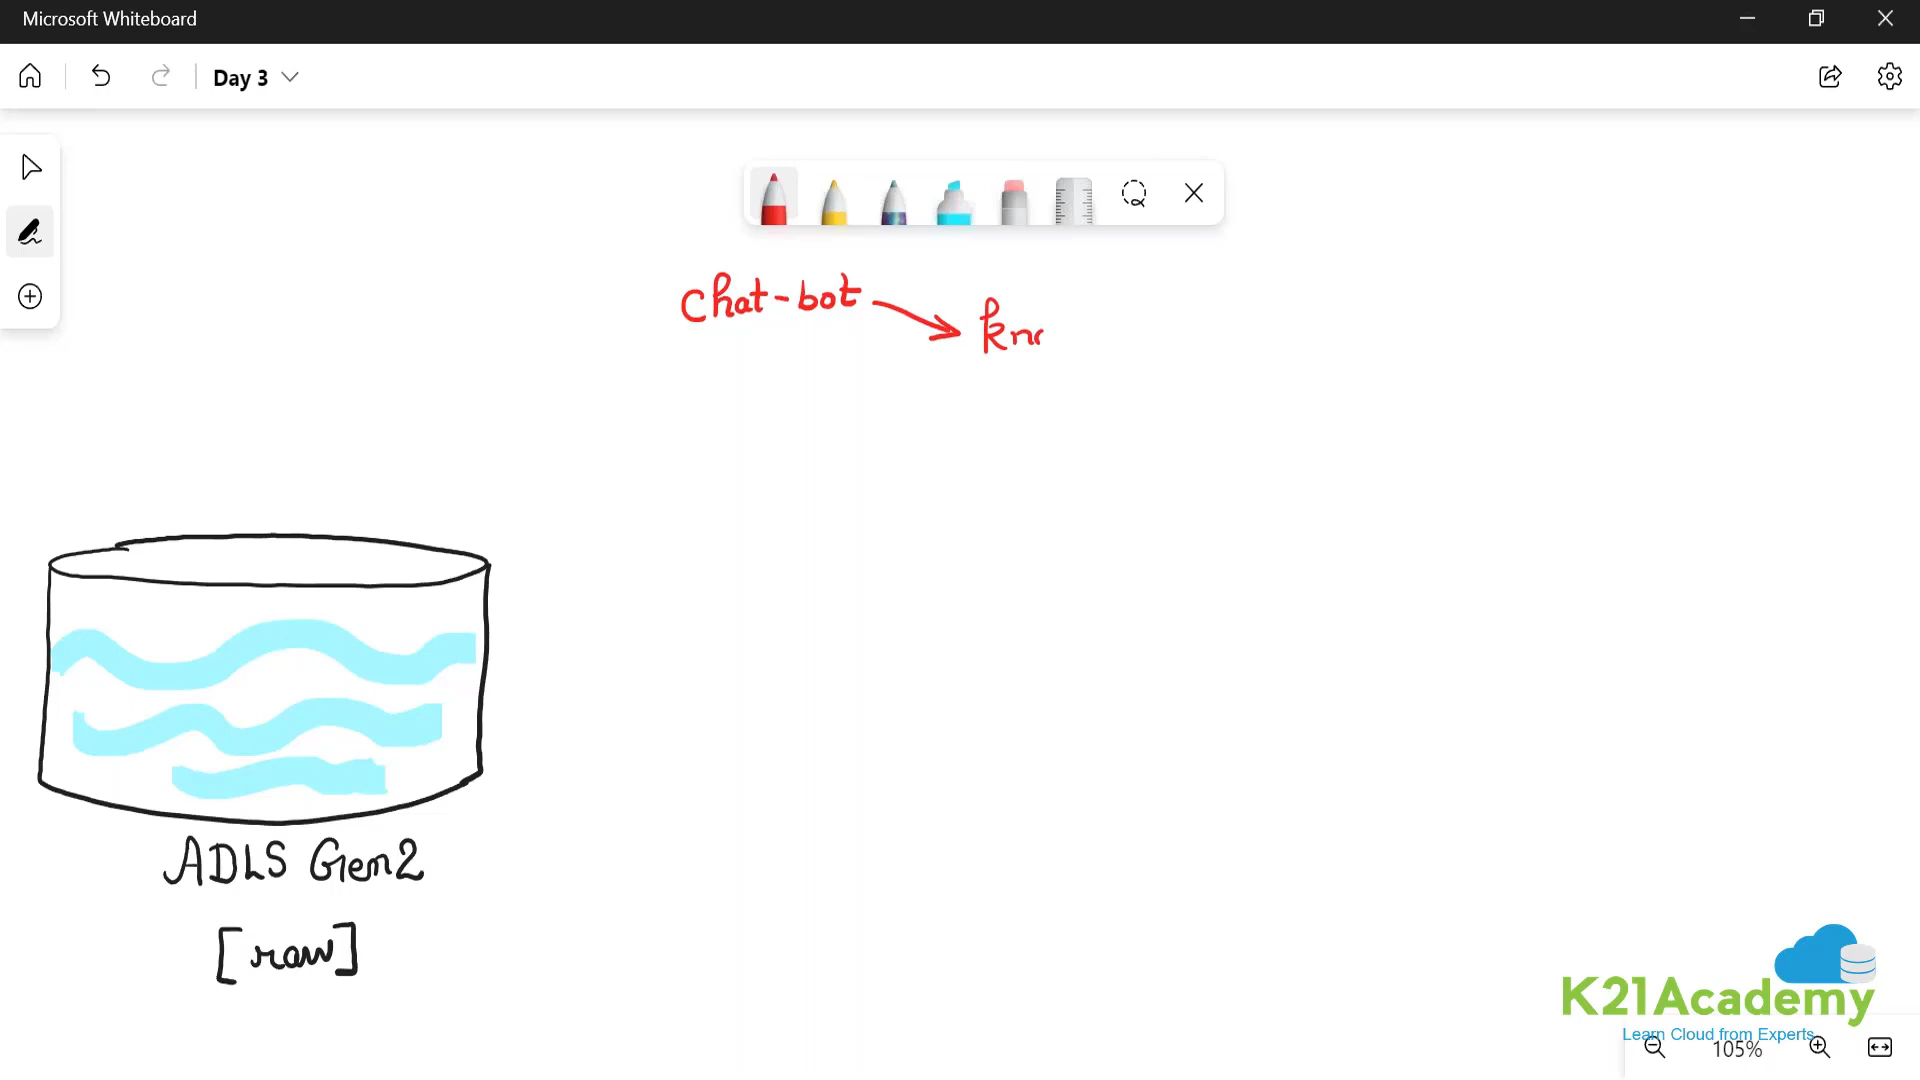 Microsoft Whiteboard
Day 3
Chat-bot
ADLS Gen2
[raw]
K21Academy
Learn Cloud from Experts
105%